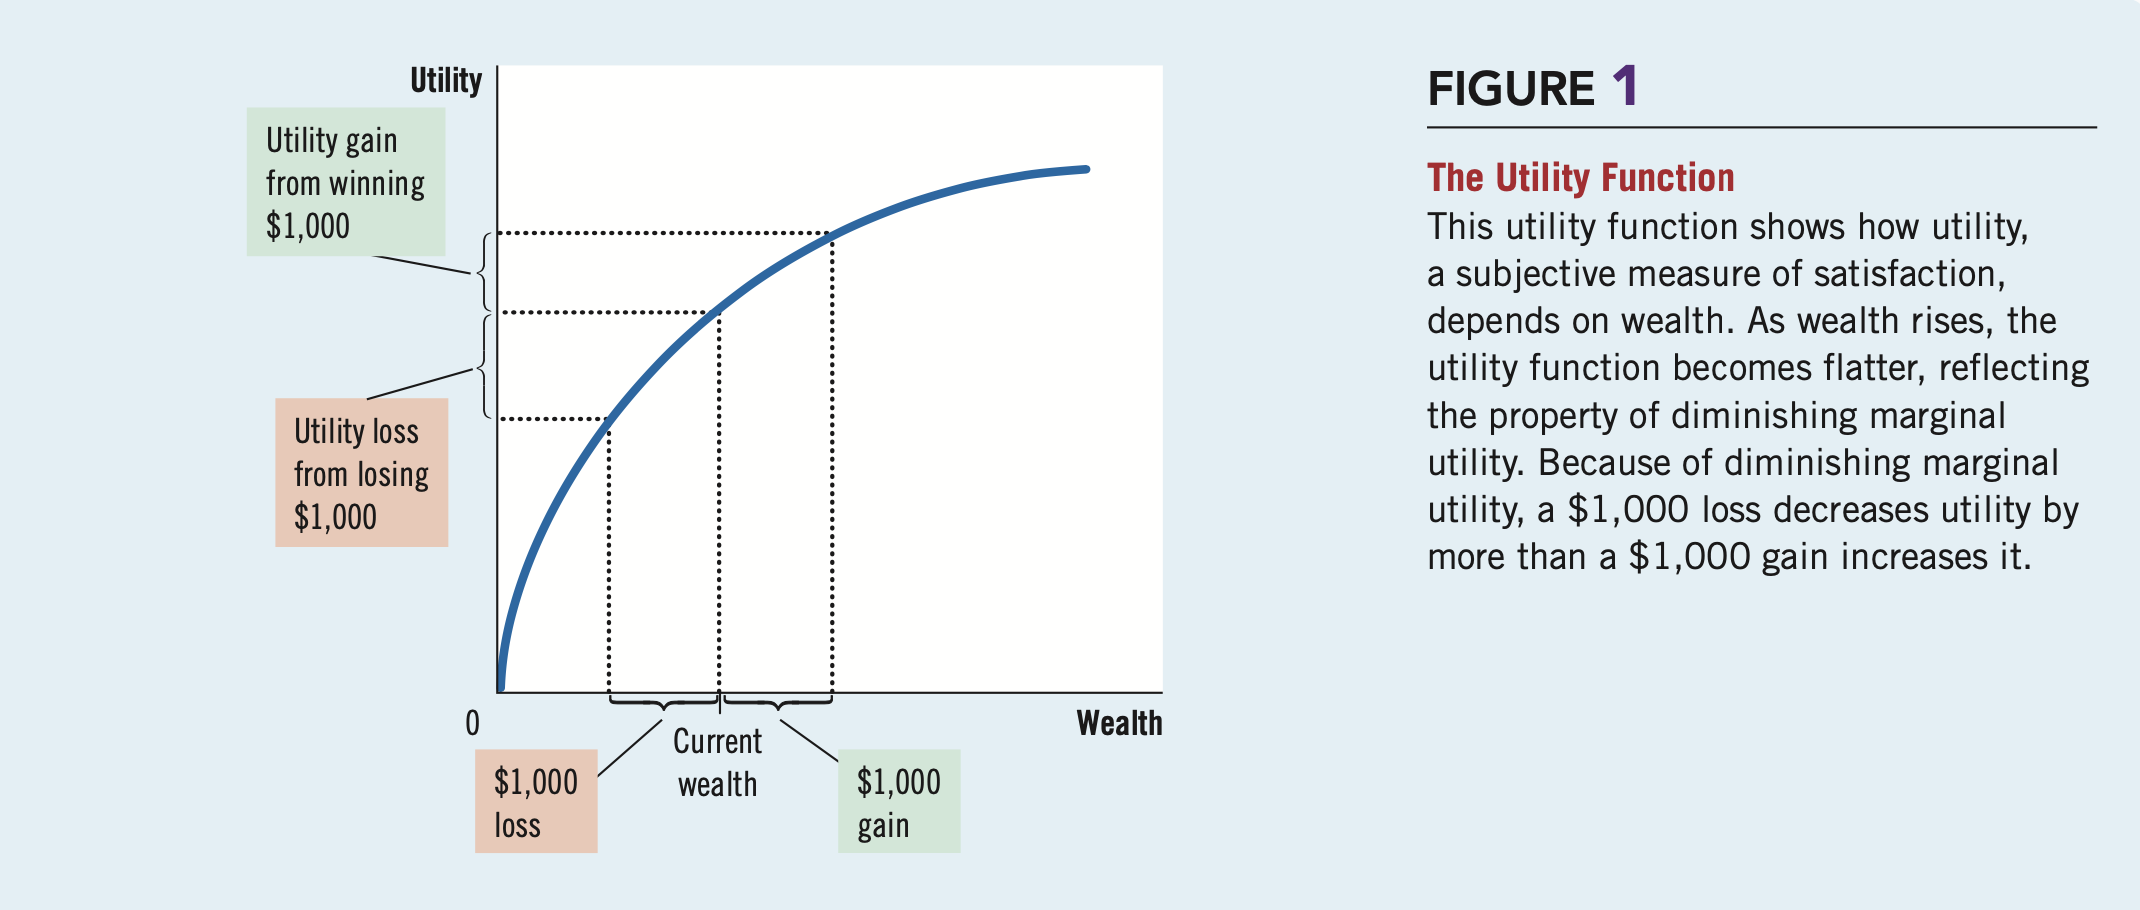 Utility
Utility gain
from winning
$1,000
Utility loss
from losing
$1,000
0
Current
wealth
Wealth
$1,000
loss
$1,000
gain
FIGURE 1
The Utility Function
This utility function shows how utility,
a subjective measure of satisfaction,
depends on wealth. As wealth rises, the
utility function becomes flatter, reflecting
the property of diminishing marginal
utility. Because of diminishing marginal
utility, a $1,000 loss decreases utility by
more than a $1,000 gain increases it.